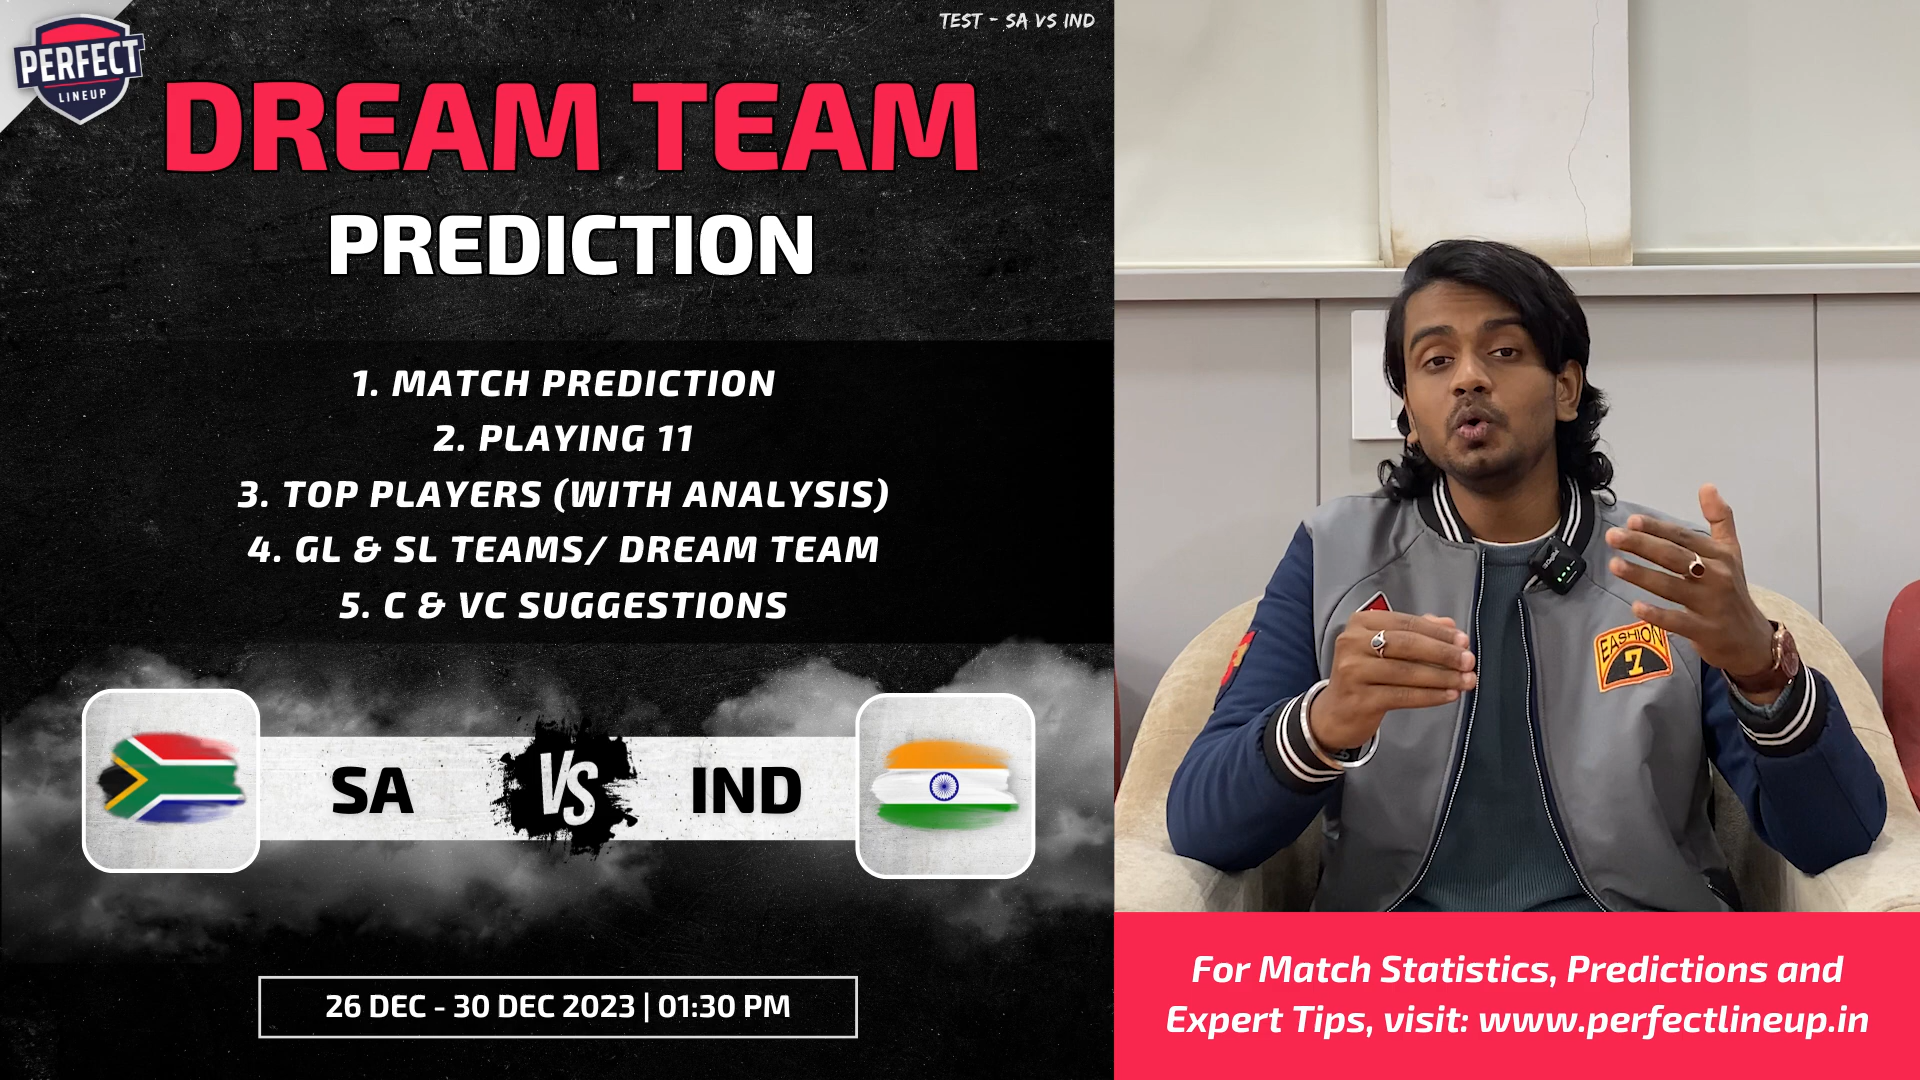 TEST - SA VS IND
PERFECT
LINEUP
DREAM TEAM
PREDICTION
1. MATCH PREDICTION
2. PLAYING 11
3. TOP PLAYERS (WITH ANALYSIS)
4. GL & SL TEAMS/ DREAM TEAM
5. C & VC SUGGESTIONS
SA
VS
IND
26 DEC - 30 DEC 2023 | 01:30 PM
FASHION
7
For Match Statistics, Predictions and
Expert Tips, visit: www.perfectlineup.in